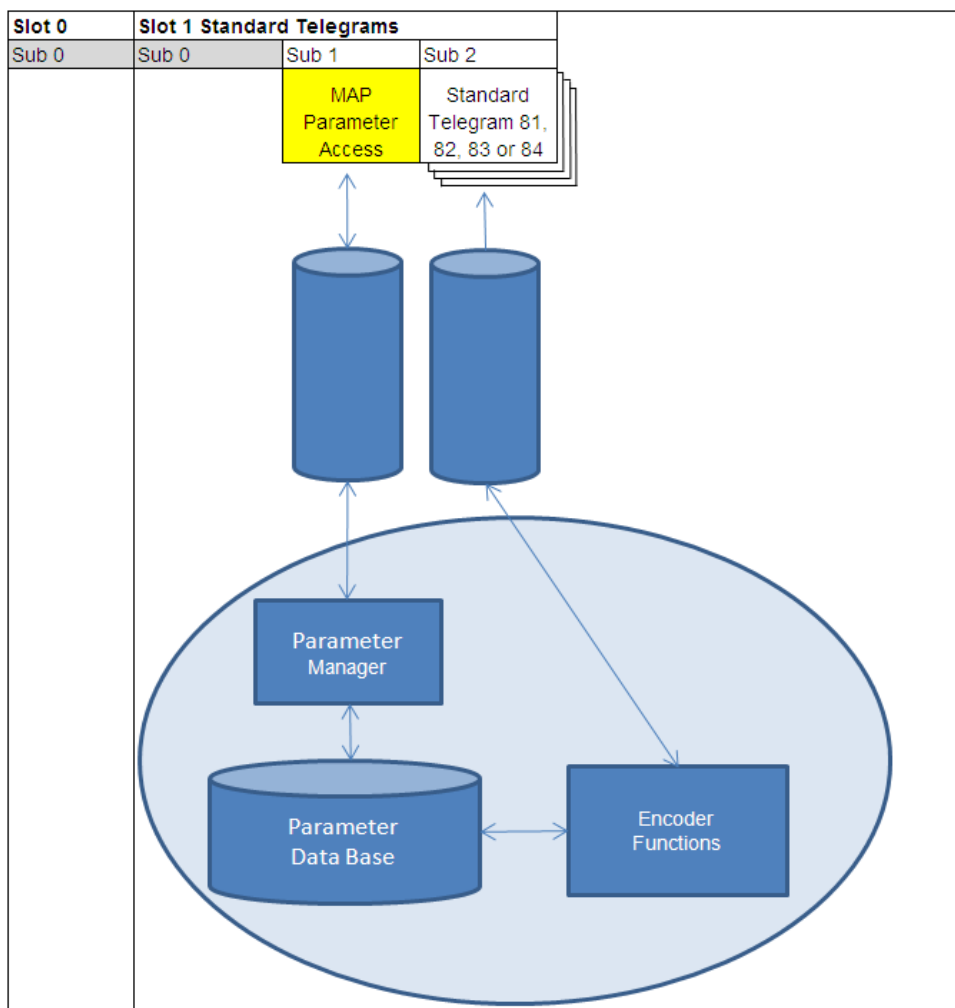 Slot 0
Slot 1 Standard Telegrams
Sub 0
Sub 0
Sub 1
Sub 2
MAP
Parameter
Access
Standard
Telegram 81,
82, 83 or 84
Parameter
Manager
Parameter
Data Base
Encoder
Functions